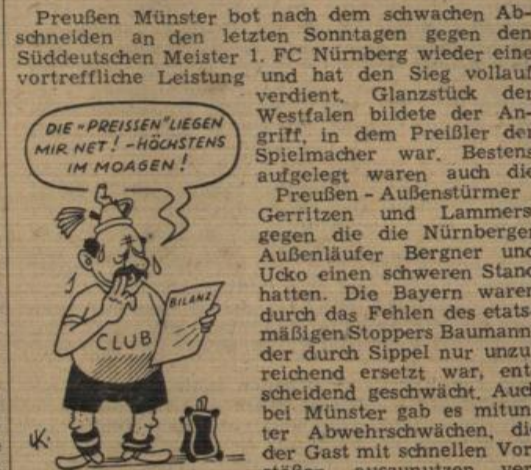 Preußen Münster bot nach dem schwachen Ab-
schneiden an den letzten Sonntagen gegen den
Süddeutschen Meister 1. FC Nürnberg wieder eine
vortreffliche Leistung und hat den Sieg vollauf
verdient. Glanzstück der
Westfalen bildete der An-
griff, in dem Preißler der
Spielmacher war. Bestens
aufgelegt waren auch die
Preußen - Außenstürmer
Gerritzen und Lammers
gegen die die Nürnberger
Außenläufer Bergner und
Ucko einen schweren Stand
hatten. Die Bayern waren
durch das Fehlen des etats-
mäßigen Stoppers Baumann
der durch Sippel nur unzu-
reichend ersetzt war, ent-
scheidend geschwächt. Auch
bei Münster gab es mitun-
ter Abwehrschwächen, die
der Gast mit schnellen Vor-
DIE "PREISSEN" LIEGEN
MIR NET! - HÖCHSTENS
IM MOAGEN!
BILANZ
CLUB